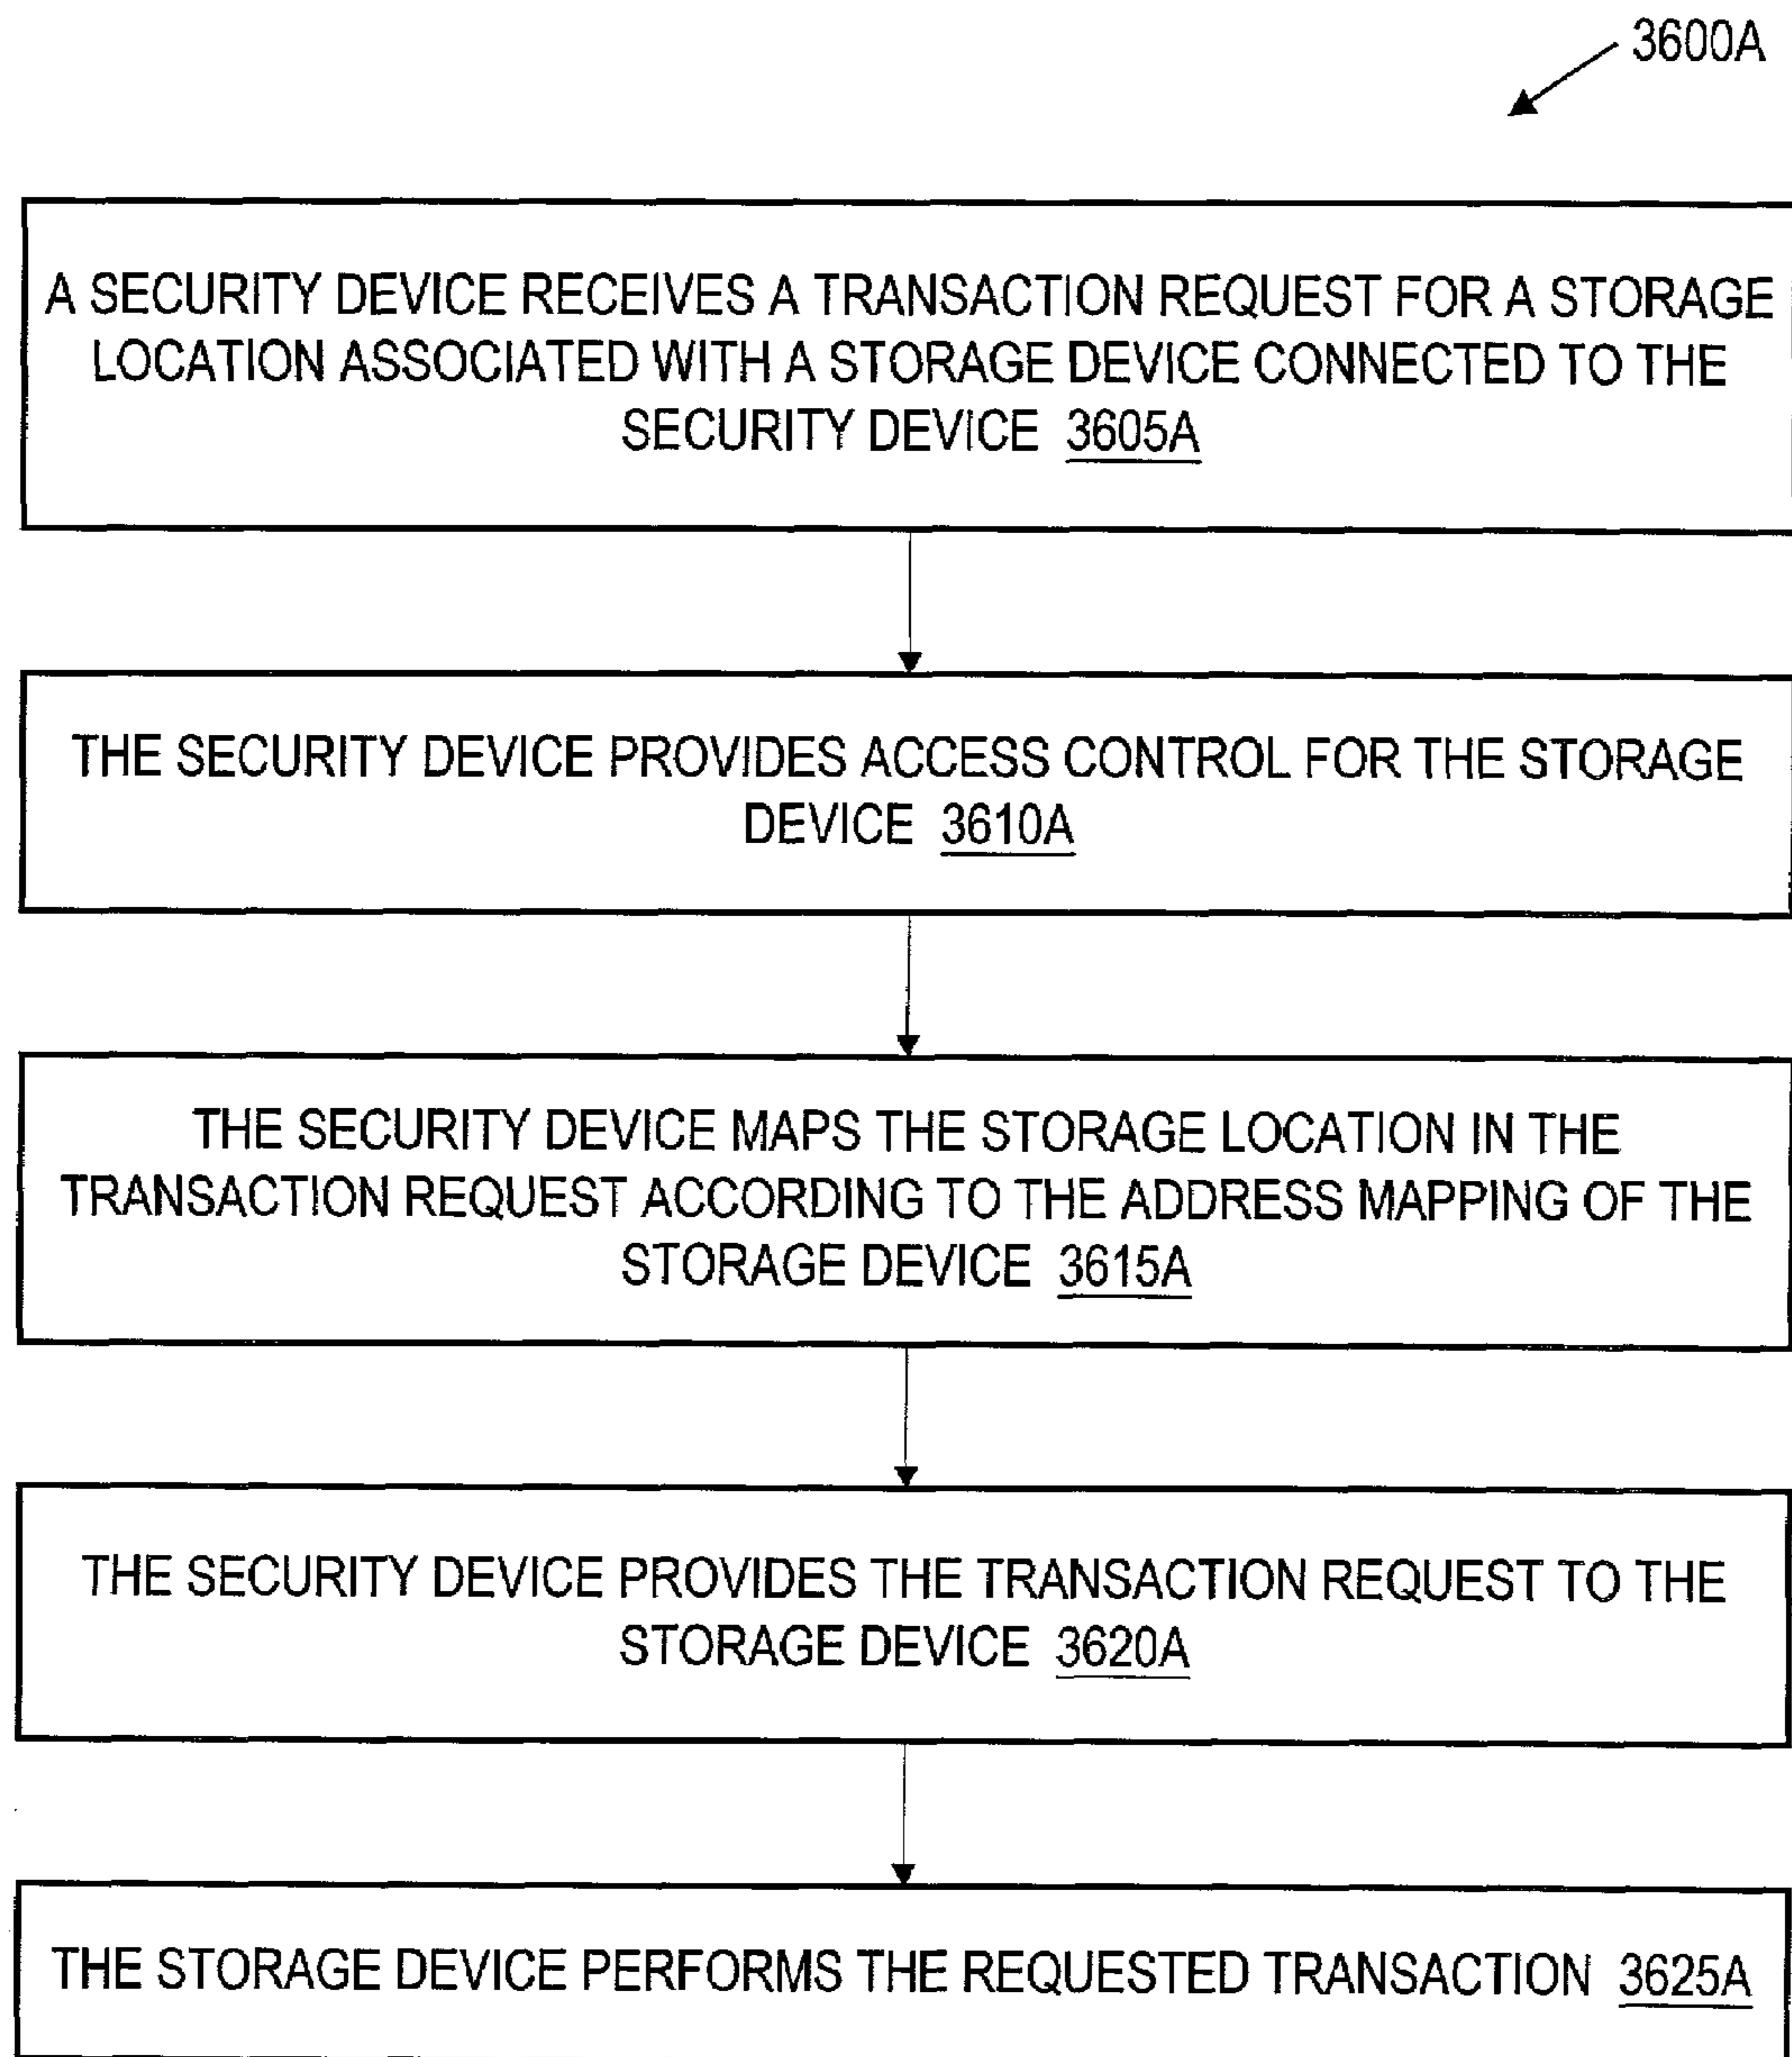 3600A
A SECURITY DEVICE RECEIVES A TRANSACTION REQUEST FOR A STORAGE
LOCATION ASSOCIATED WITH A STORAGE DEVICE CONNECTED TO THE
SECURITY DEVICE 3605A
THE SECURITY DEVICE PROVIDES ACCESS CONTROL FOR THE STORAGE
DEVICE 3610A
THE SECURITY DEVICE MAPS THE STORAGE LOCATION IN THE
TRANSACTION REQUEST ACCORDING TO THE ADDRESS MAPPING OF THE
STORAGE DEVICE 3615A
THE SECURITY DEVICE PROVIDES THE TRANSACTION REQUEST TO THE
STORAGE DEVICE 3620A
THE STORAGE DEVICE PERFORMS THE REQUESTED TRANSACTION 3625A